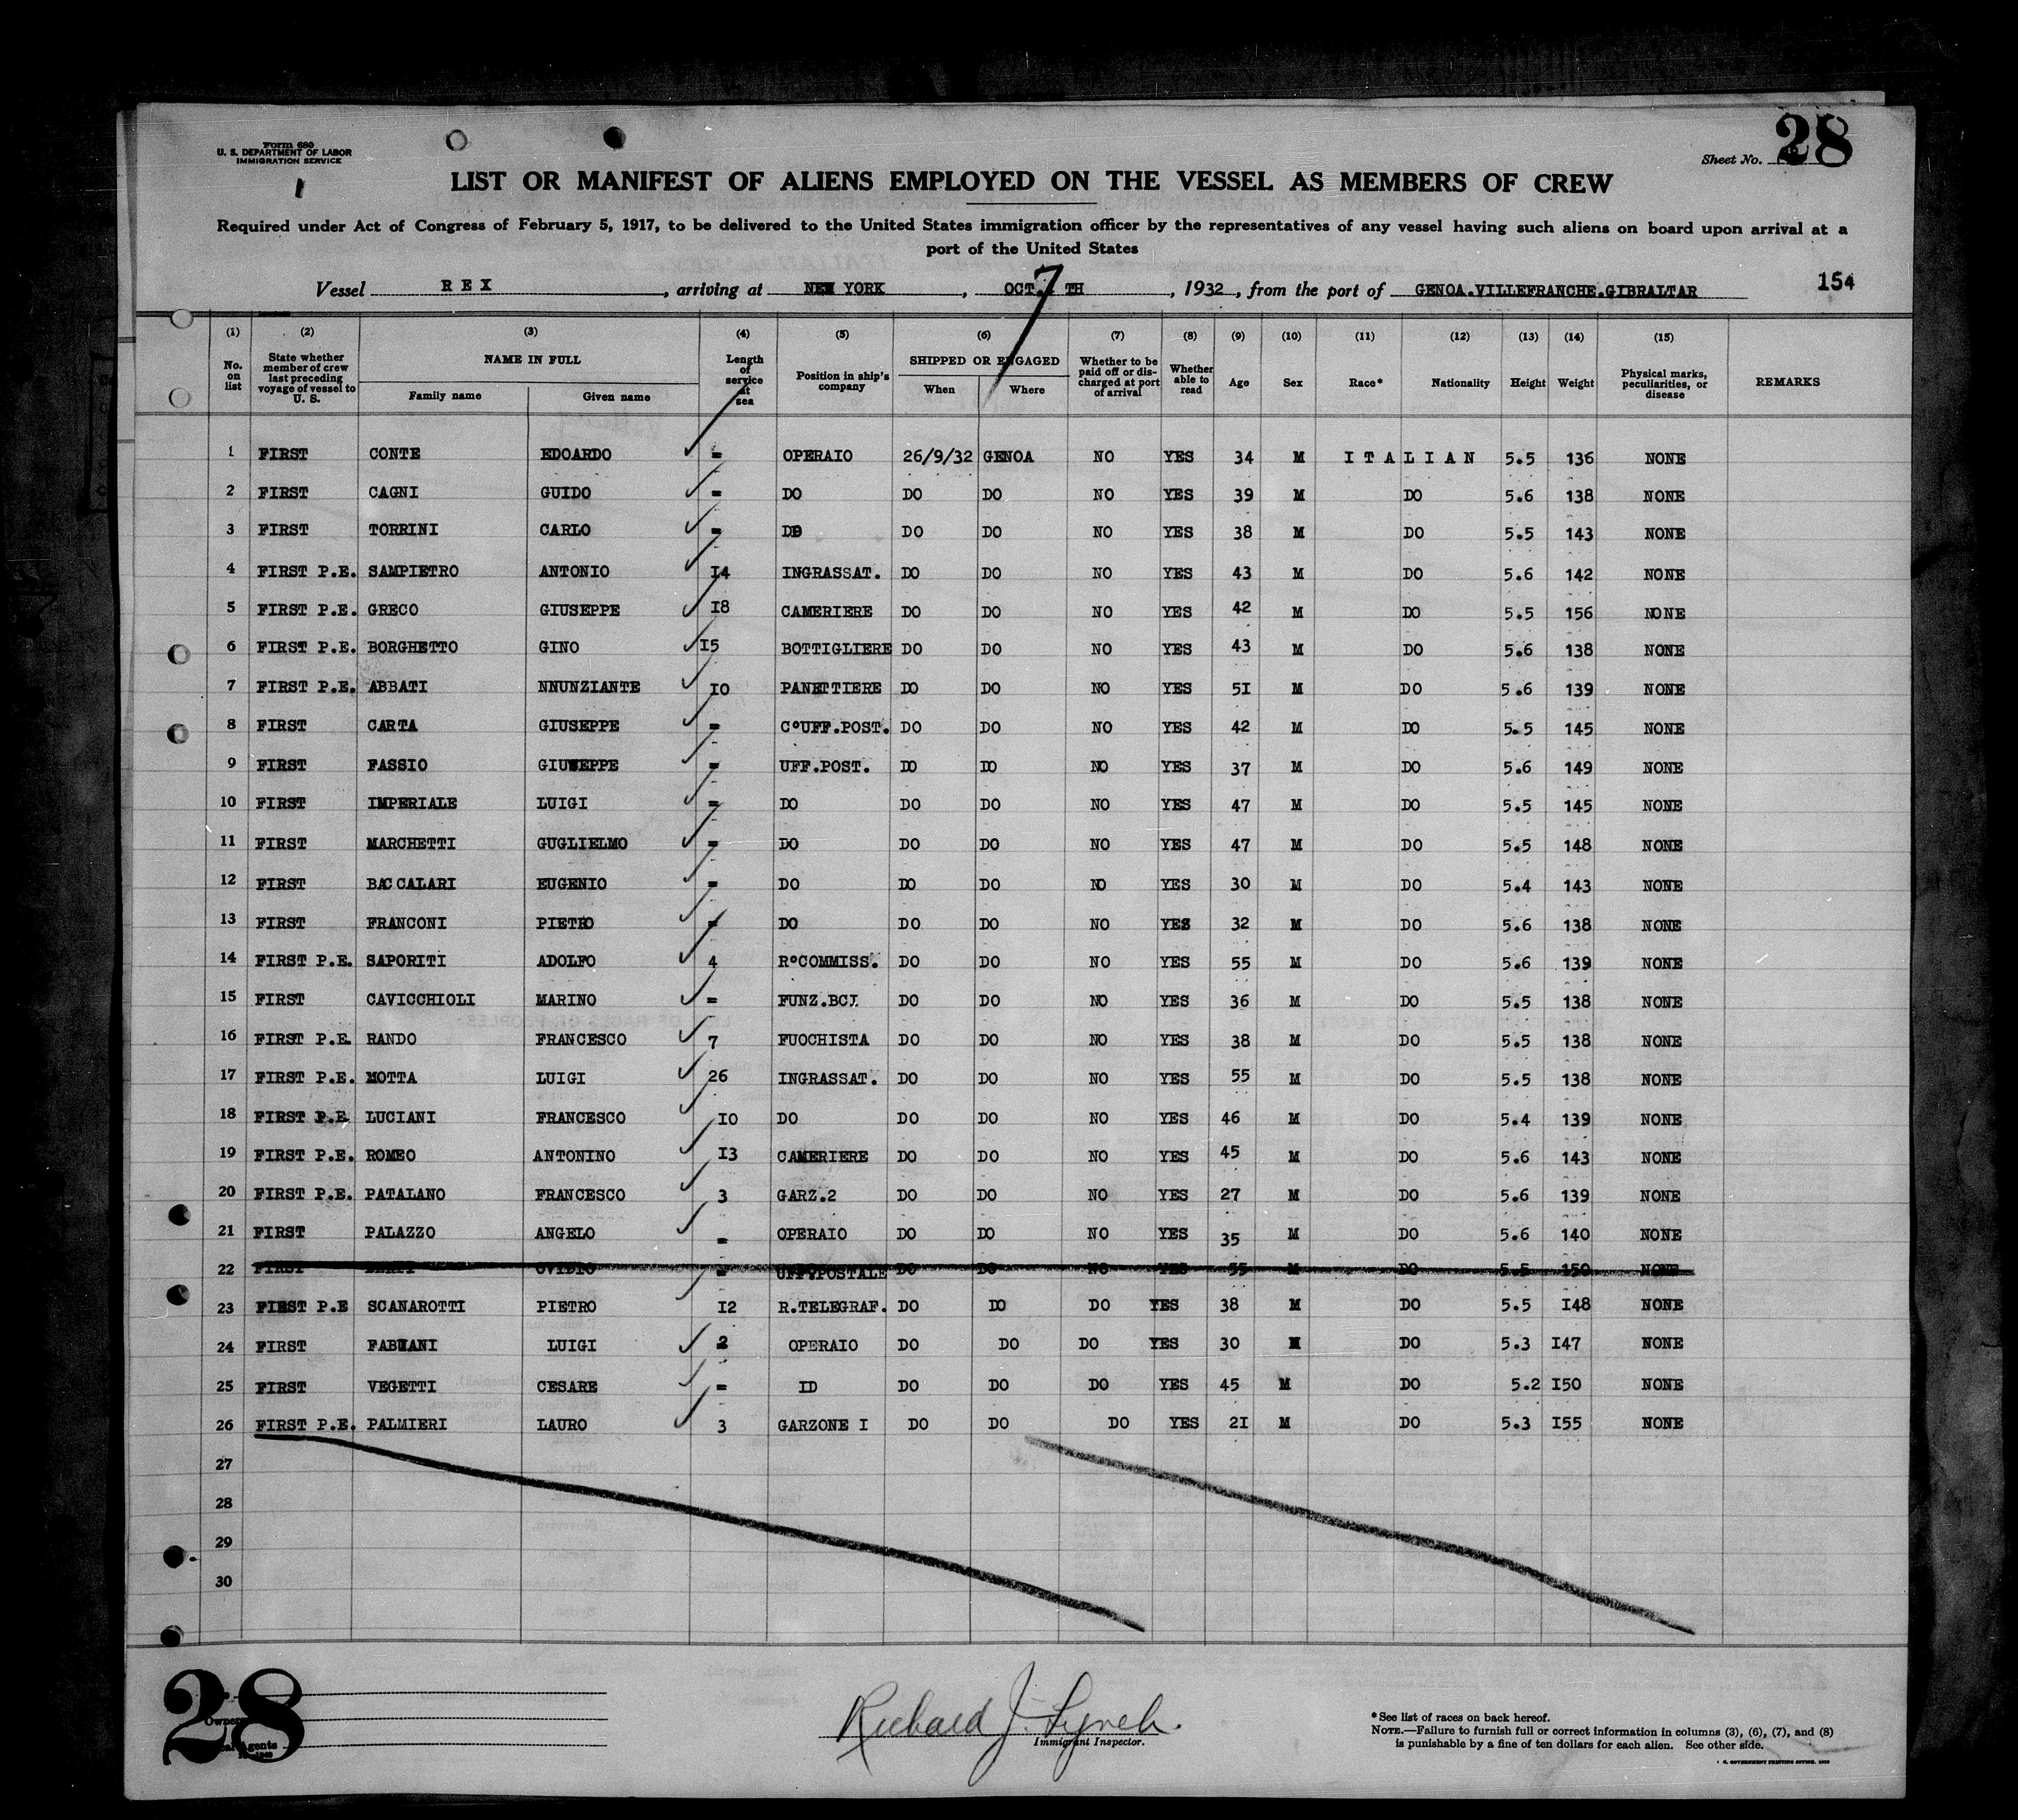 Form 680
U. S. DEPARTMENT OF LABOR
IMMIGRATION SERVICE
Sheet No. 28
LIST OR MANIFEST OF ALIENS EMPLOYED ON THE VESSEL AS MEMBERS OF CREW
Required under Act of Congress of February 5, 1917, to be delivered to the United States immigration officer by the representatives of any vessel having such aliens on board upon arrival at a
port of the United States
Vessel REX, arriving at NEW YORK, OCT. 7 TH, 1932, from the port of GENOA.VILLEFRANCHE.GIBRALTAR 154
(1) (2) (3) (4) (5) (6) (7) (8) (9) (10) (11) (12) (13) (14) (15)
No. on list State whether member of crew last preceding voyage of vessel to U. S. NAME IN FULL Family name Given name Length of service at sea Position in ship's company SHIPPED OR ENGAGED When Where Whether to be paid off or discharged at port of arrival Whether able to read Age Sex Race* Nationality Height Weight Physical marks, peculiarities, or disease REMARKS
1 FIRST CONTE EDOARDO = OPERAIO 26/9/32 GENOA NO YES 34 M ITALIAN 5.5 136 NONE
2 FIRST CAGNI GUIDO = DO DO DO NO YES 39 M DO 5.6 138 NONE
3 FIRST TORRINI CARLO = DO DO DO NO YES 38 M DO 5.5 143 NONE
4 FIRST P.E. SAMPIETRO ANTONIO 14 INGRASSAT. DO DO NO YES 43 M DO 5.6 142 NONE
5 FIRST P.E. GRECO GIUSEPPE 18 CAMERIERE DO DO NO YES 42 M DO 5.5 156 NONE
6 FIRST P.E. BORGHETTO GINO 15 BOTTIGLIERE DO DO NO YES 43 M DO 5.6 138 NONE
7 FIRST P.E. ABBATI NNUNZIANTE 10 PANETTIERE DO DO NO YES 51 M DO 5.6 139 NONE
8 FIRST CARTA GIUSEPPE = C°UFF.POST. DO DO NO YES 42 M DO 5.5 145 NONE
9 FIRST FASSIO GIUSEPPE = UFF.POST. DO DO NO YES 37 M DO 5.6 149 NONE
10 FIRST IMPERIALE LUIGI = DO DO DO NO YES 47 M DO 5.5 145 NONE
11 FIRST MARCHETTI GUGLIELMO = DO DO DO NO YES 47 M DO 5.5 148 NONE
12 FIRST BACCALARI EUGENIO = DO DO DO NO YES 30 M DO 5.4 143 NONE
13 FIRST FRANCONI PIETRO = DO DO DO NO YES 32 M DO 5.6 138 NONE
14 FIRST P.E. SAPORITI ADOLFO 4 R°COMMISS. DO DO NO YES 55 M DO 5.6 139 NONE
15 FIRST CAVICCHIOLI MARINO = FUNZ.BCI. DO DO NO YES 36 M DO 5.5 138 NONE
16 FIRST P.E. RANDO FRANCESCO 7 FUOCHISTA DO DO NO YES 38 M DO 5.5 138 NONE
17 FIRST P.E. MOTTA LUIGI 26 INGRASSAT. DO DO NO YES 55 M DO 5.5 138 NONE
18 FIRST P.E. LUCIANI FRANCESCO 10 DO DO DO NO YES 46 M DO 5.4 139 NONE
19 FIRST P.E. ROMEO ANTONINO 13 CAMERIERE DO DO NO YES 45 M DO 5.6 143 NONE
20 FIRST P.E. PATALANO FRANCESCO 3 GARZ.2 DO DO NO YES 27 M DO 5.6 139 NONE
21 FIRST PALAZZO ANGELO = OPERAIO DO DO NO YES 35 M DO 5.6 140 NONE
22 FIRST OVIDIO = UFF.POSTALE DO DO NO YES 55 M DO 5.5 150 NONE
23 FIRST P.E SCANAROTTI PIETRO 12 R.TELEGRAF. DO DO DO YES 38 M DO 5.5 148 NONE
24 FIRST FABIANI LUIGI 2 OPERAIO DO DO DO YES 30 M DO 5.3 147 NONE
25 FIRST VEGETTI CESARE = ID DO DO DO YES 45 M DO 5.2 150 NONE
26 FIRST P.E. PALMIERI LAURO 3 GARZONE I DO DO DO YES 21 M DO 5.3 155 NONE
27
28
29
30
28
Richard J. Lynch
Immigrant Inspector.
*See list of races on back hereof.
NOTE.—Failure to furnish full or correct information in columns (3), (6), (7), and (8)
is punishable by a fine of ten dollars for each alien. See other side.